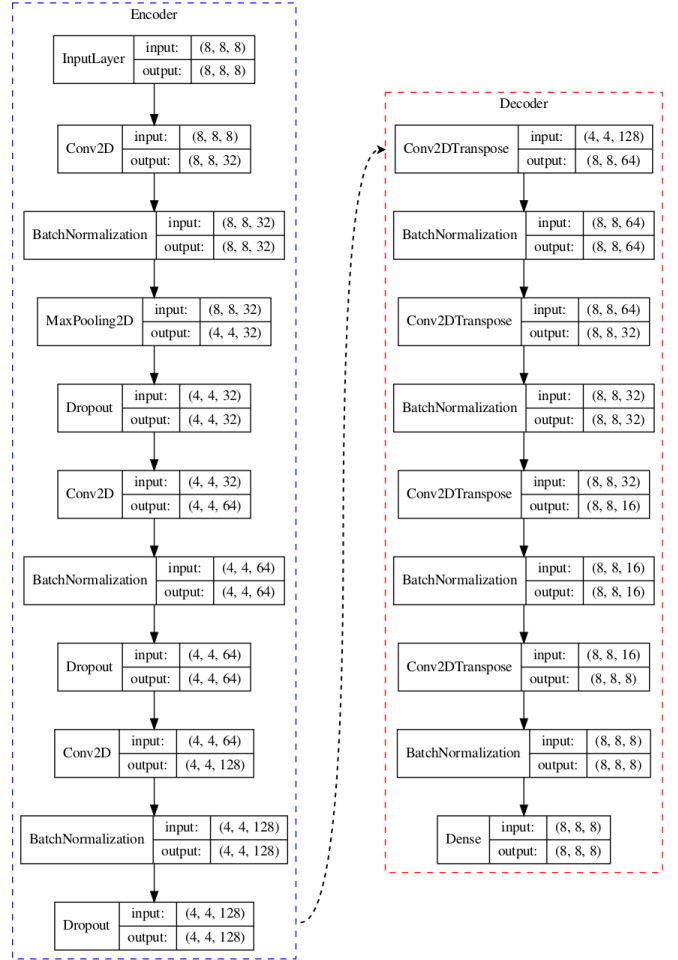 Encoder
InputLayer
input: (8, 8, 8)
output: (8, 8, 8)
Conv2D
input: (8, 8, 8)
output: (8, 8, 32)
BatchNormalization
input: (8, 8, 32)
output: (8, 8, 32)
MaxPooling2D
input: (8, 8, 32)
output: (4, 4, 32)
Dropout
input: (4, 4, 32)
output: (4, 4, 32)
Conv2D
input: (4, 4, 32)
output: (4, 4, 64)
BatchNormalization
input: (4, 4, 64)
output: (4, 4, 64)
Dropout
input: (4, 4, 64)
output: (4, 4, 64)
Conv2D
input: (4, 4, 64)
output: (4, 4, 128)
BatchNormalization
input: (4, 4, 128)
output: (4, 4, 128)
Dropout
input: (4, 4, 128)
output: (4, 4, 128)
Decoder
Conv2DTranspose
input: (4, 4, 128)
output: (8, 8, 64)
BatchNormalization
input: (8, 8, 64)
output: (8, 8, 64)
Conv2DTranspose
input: (8, 8, 64)
output: (8, 8, 32)
BatchNormalization
input: (8, 8, 32)
output: (8, 8, 32)
Conv2DTranspose
input: (8, 8, 32)
output: (8, 8, 16)
BatchNormalization
input: (8, 8, 16)
output: (8, 8, 16)
Conv2DTranspose
input: (8, 8, 16)
output: (8, 8, 8)
BatchNormalization
input: (8, 8, 8)
output: (8, 8, 8)
Dense
input: (8, 8, 8)
output: (8, 8, 8)